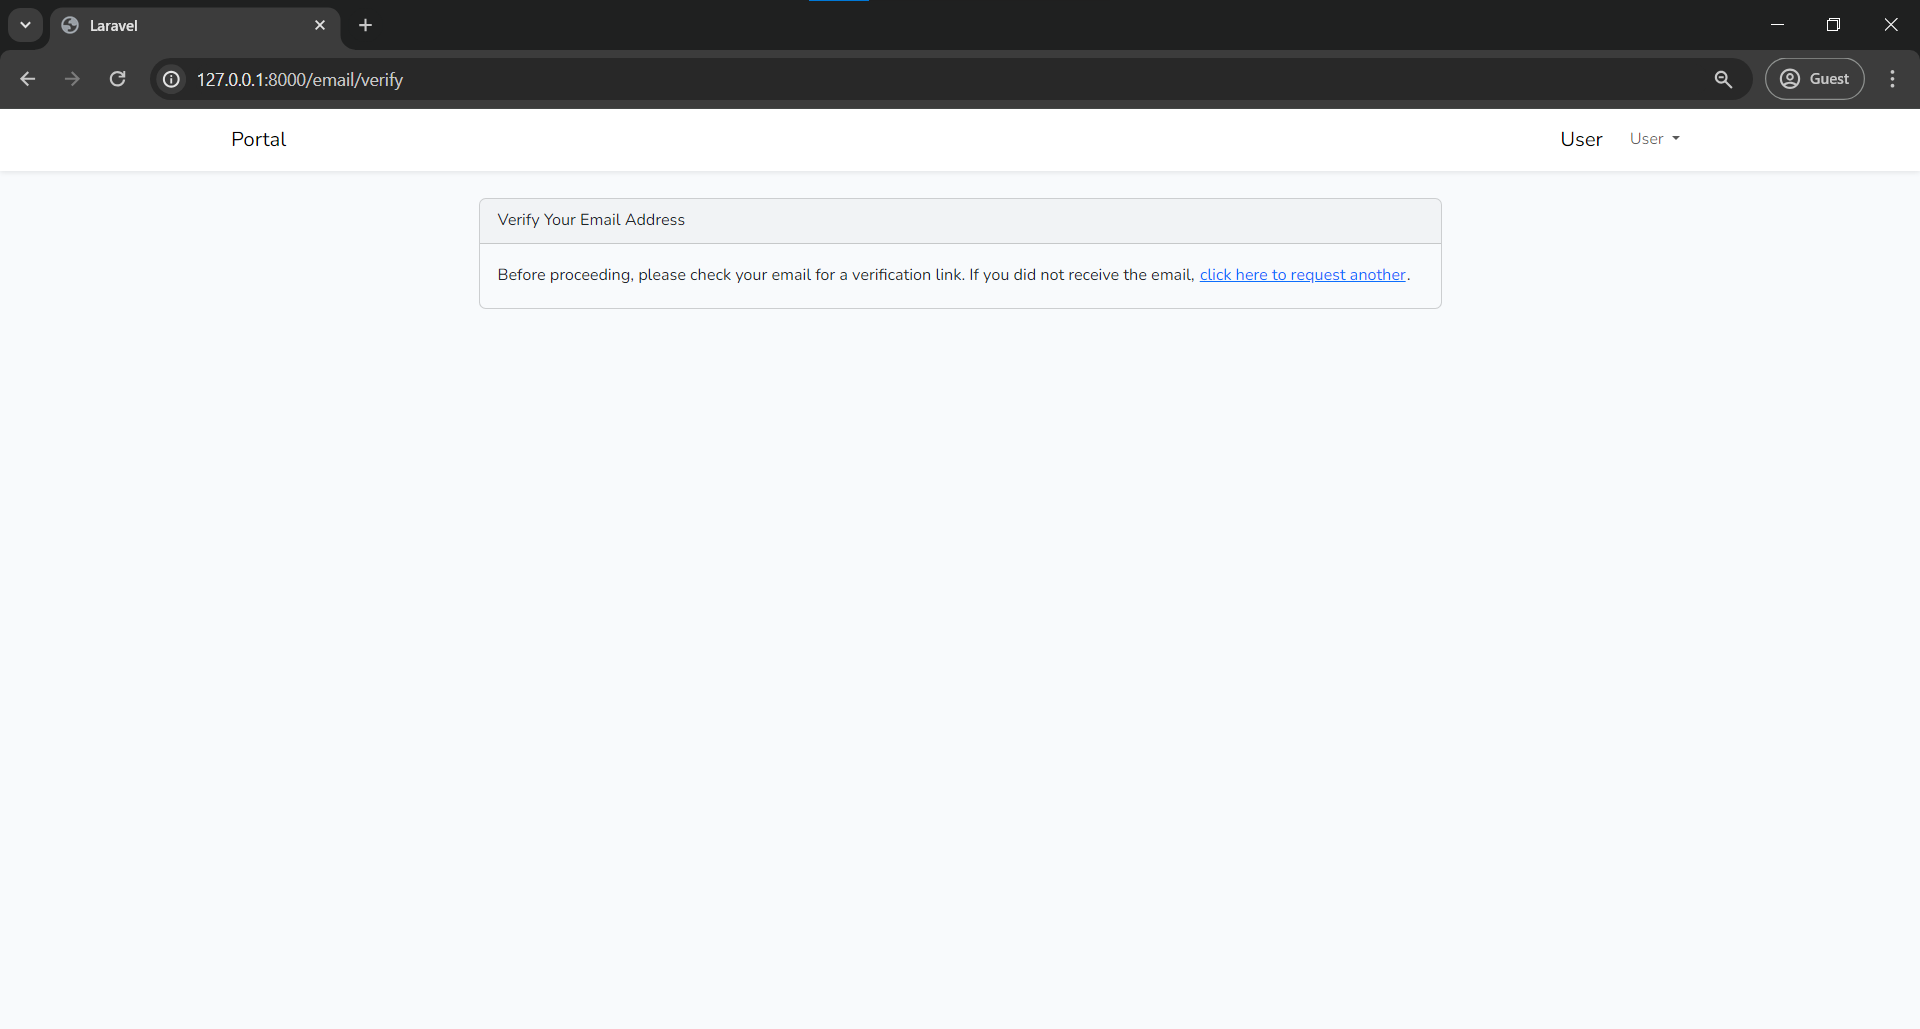 Laravel
127.0.0.1:8000/email/verify
Guest
Portal
User
User
Verify Your Email Address
Before proceeding, please check your email for a verification link. If you did not receive the email, click here to request another.